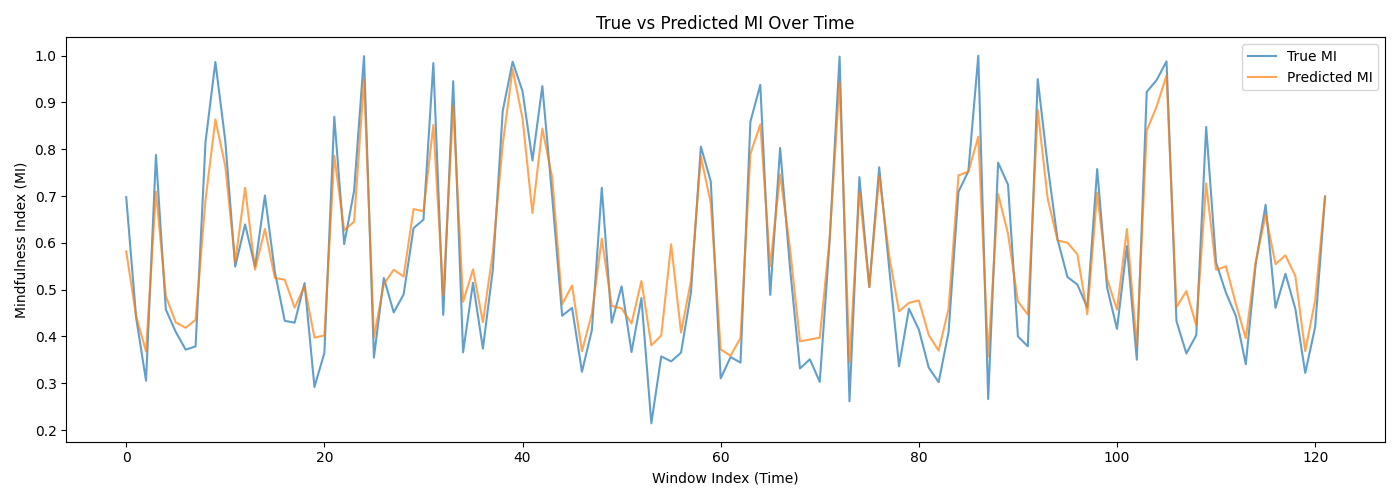 True vs Predicted MI Over Time
True MI
Predicted MI
Mindfulness Index (MI)
1.0
0.9
0.8
0.7
0.6
0.5
0.4
0.3
0.2
0 20 40 60 80 100 120
Window Index (Time)